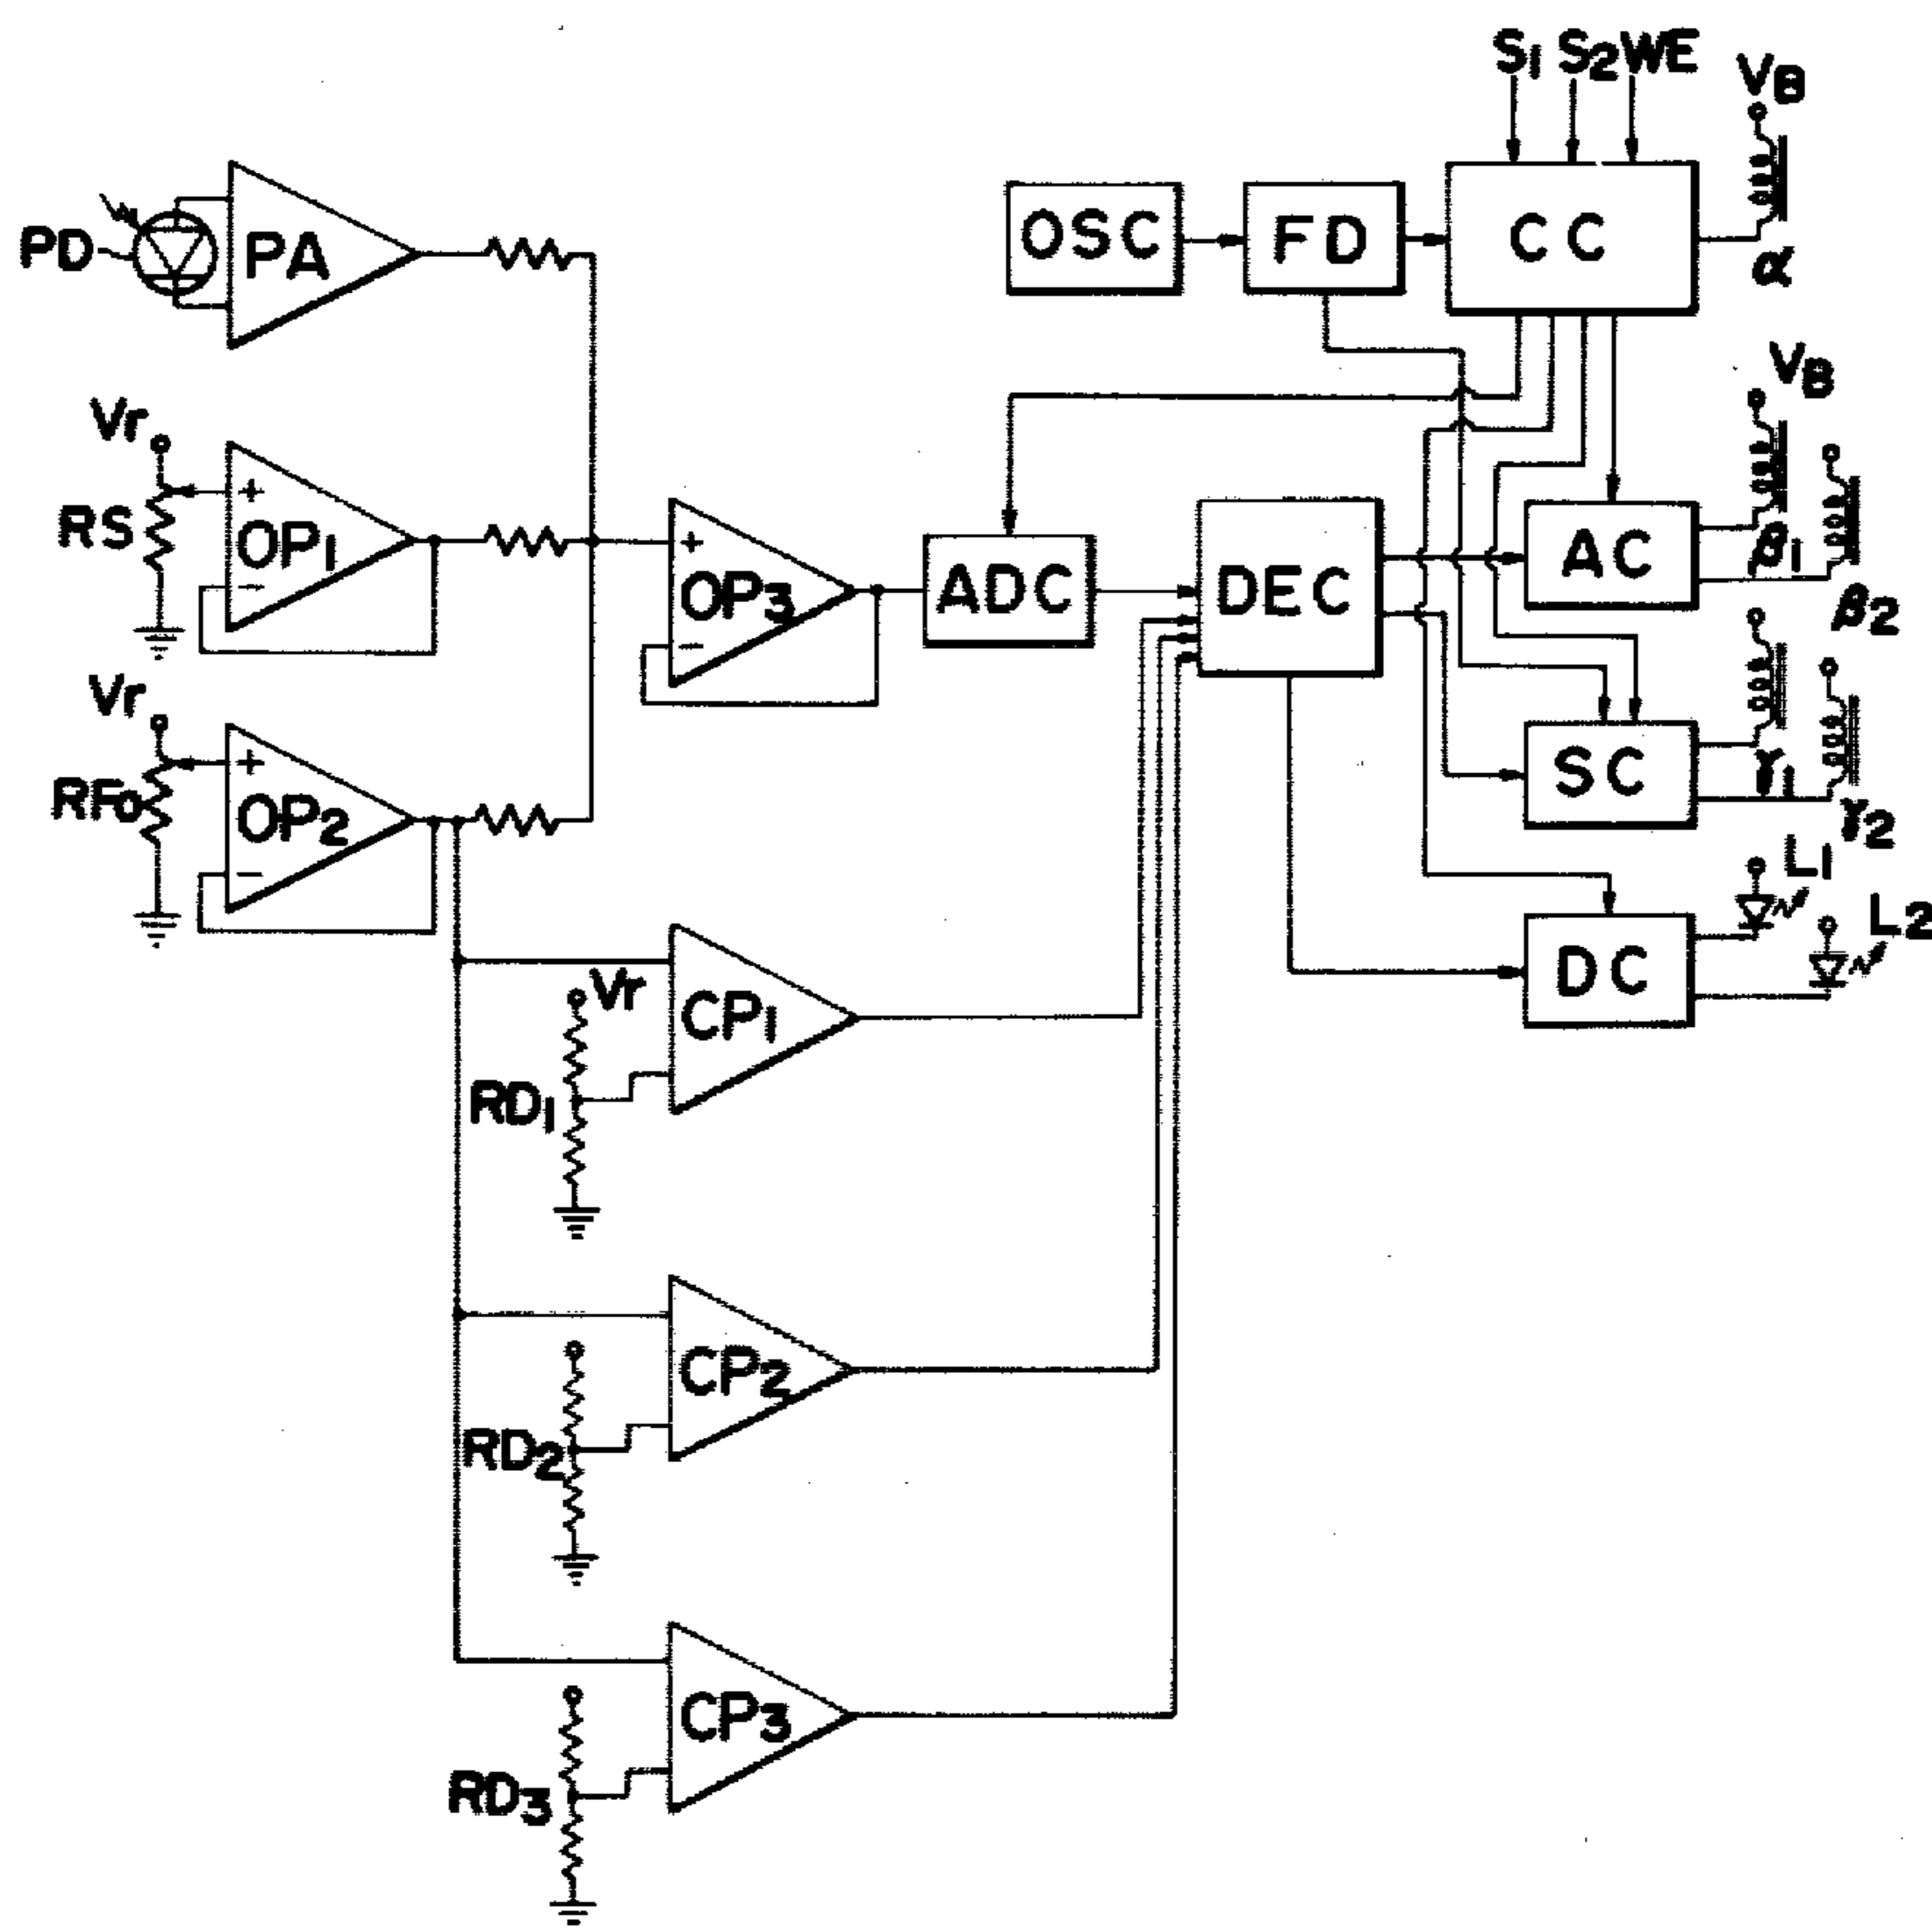 S1 S2 WE
VB
PD
PA
OSC
FD
CC
α
Vr
RS
+
OP1
−
VB
+
OP3
−
ADC
DEC
AC
β1
β2
Vr
RF0
+
OP2
−
SC
γ1
γ2
L1
L2
DC
Vr
CP1
RD1
CP2
RD2
CP3
RD3